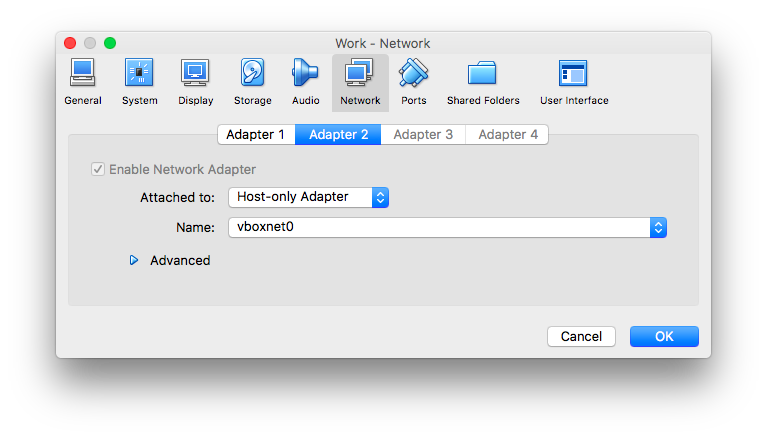 Work - Network
General System Display Storage Audio Network Ports Shared Folders User Interface
Adapter 1 Adapter 2 Adapter 3 Adapter 4
Enable Network Adapter
Attached to: Host-only Adapter
Name: vboxnet0
Advanced
Cancel OK